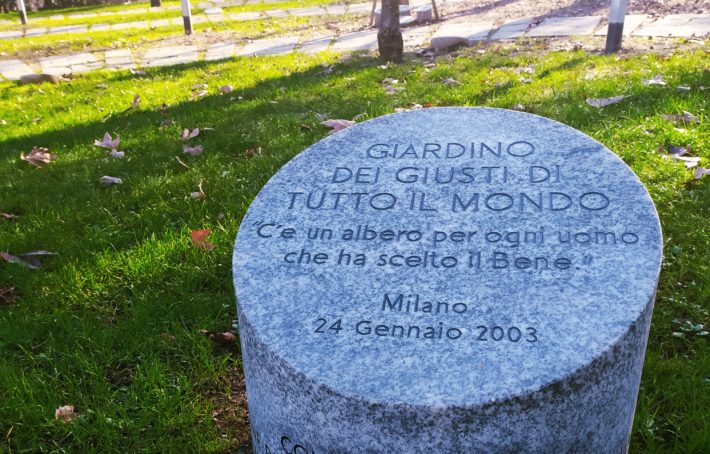 GIARDINO
DEI GIUSTI DI
TUTTO IL MONDO
"C'è un albero per ogni uomo
che ha scelto il Bene."
Milano
24 Gennaio 2003